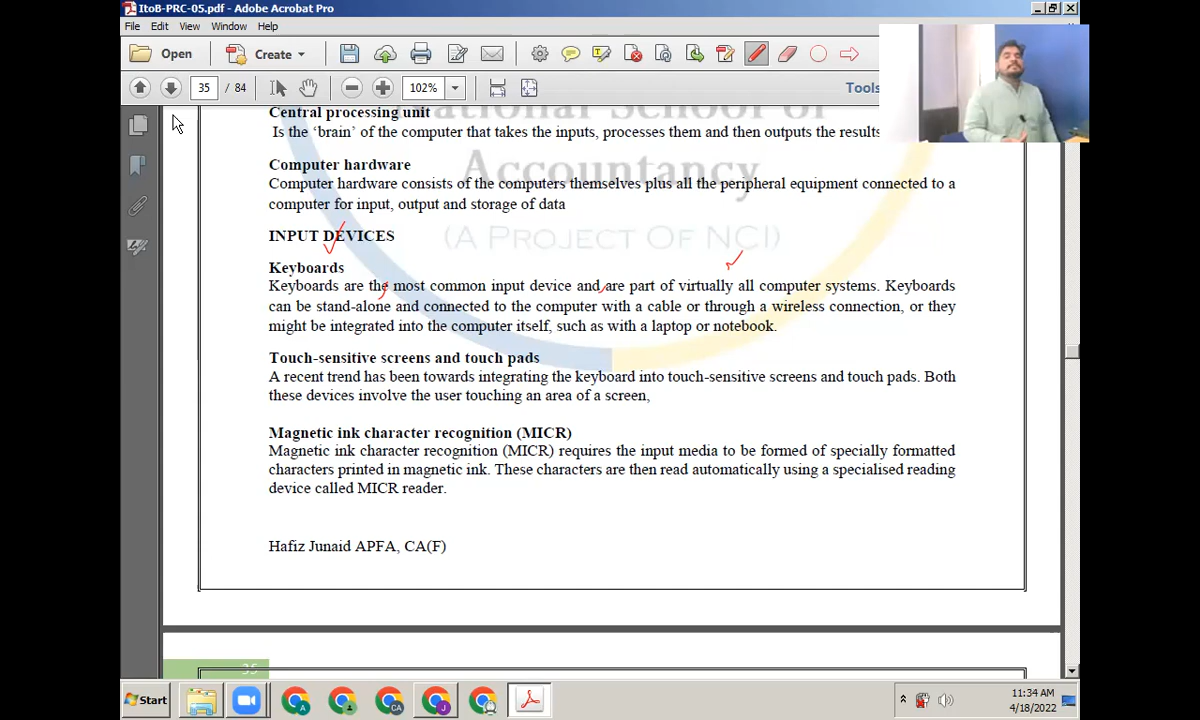 ItoB-PRC-05.pdf - Adobe Acrobat Pro
File Edit View Window Help
Open Create
35 / 84 102% Tools
Central processing unit
National School of
Is the ‘brain’ of the computer that takes the inputs, processes them and then outputs the results
Accountancy
Computer hardware
Computer hardware consists of the computers themselves plus all the peripheral equipment connected to a
computer for input, output and storage of data
INPUT DEVICES
(A PROJECT OF NCI)
Keyboards
Keyboards are the most common input device and are part of virtually all computer systems. Keyboards
can be stand-alone and connected to the computer with a cable or through a wireless connection, or they
might be integrated into the computer itself, such as with a laptop or notebook.
Touch-sensitive screens and touch pads
A recent trend has been towards integrating the keyboard into touch-sensitive screens and touch pads. Both
these devices involve the user touching an area of a screen,
Magnetic ink character recognition (MICR)
Magnetic ink character recognition (MICR) requires the input media to be formed of specially formatted
characters printed in magnetic ink. These characters are then read automatically using a specialised reading
device called MICR reader.
Hafiz Junaid APFA, CA(F)
35
Start
11:34 AM
4/18/2022